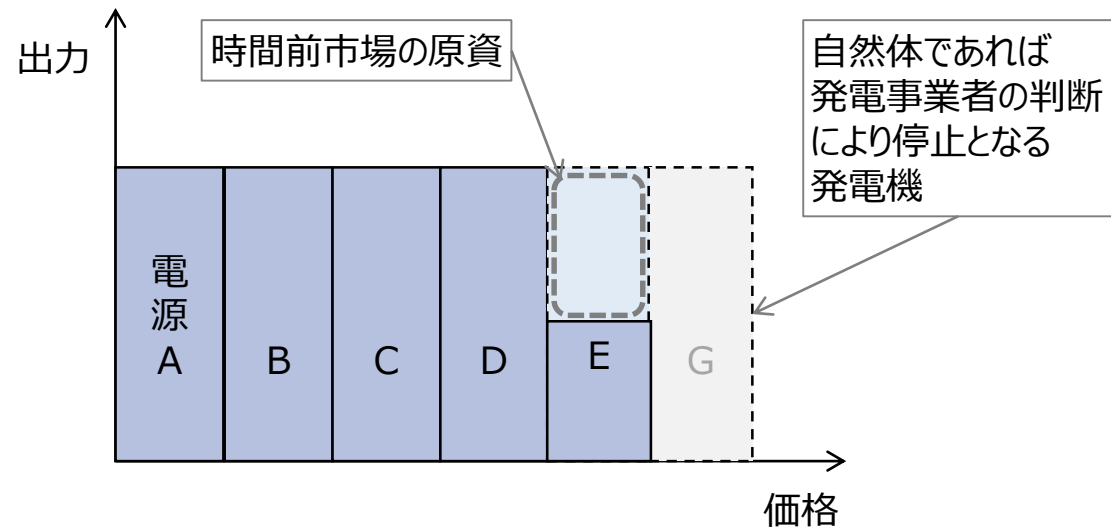 出力
時間前市場の原資
自然体であれば
発電事業者の判断
により停止となる
発電機
電
源
A
B
C
D
E
G
価格